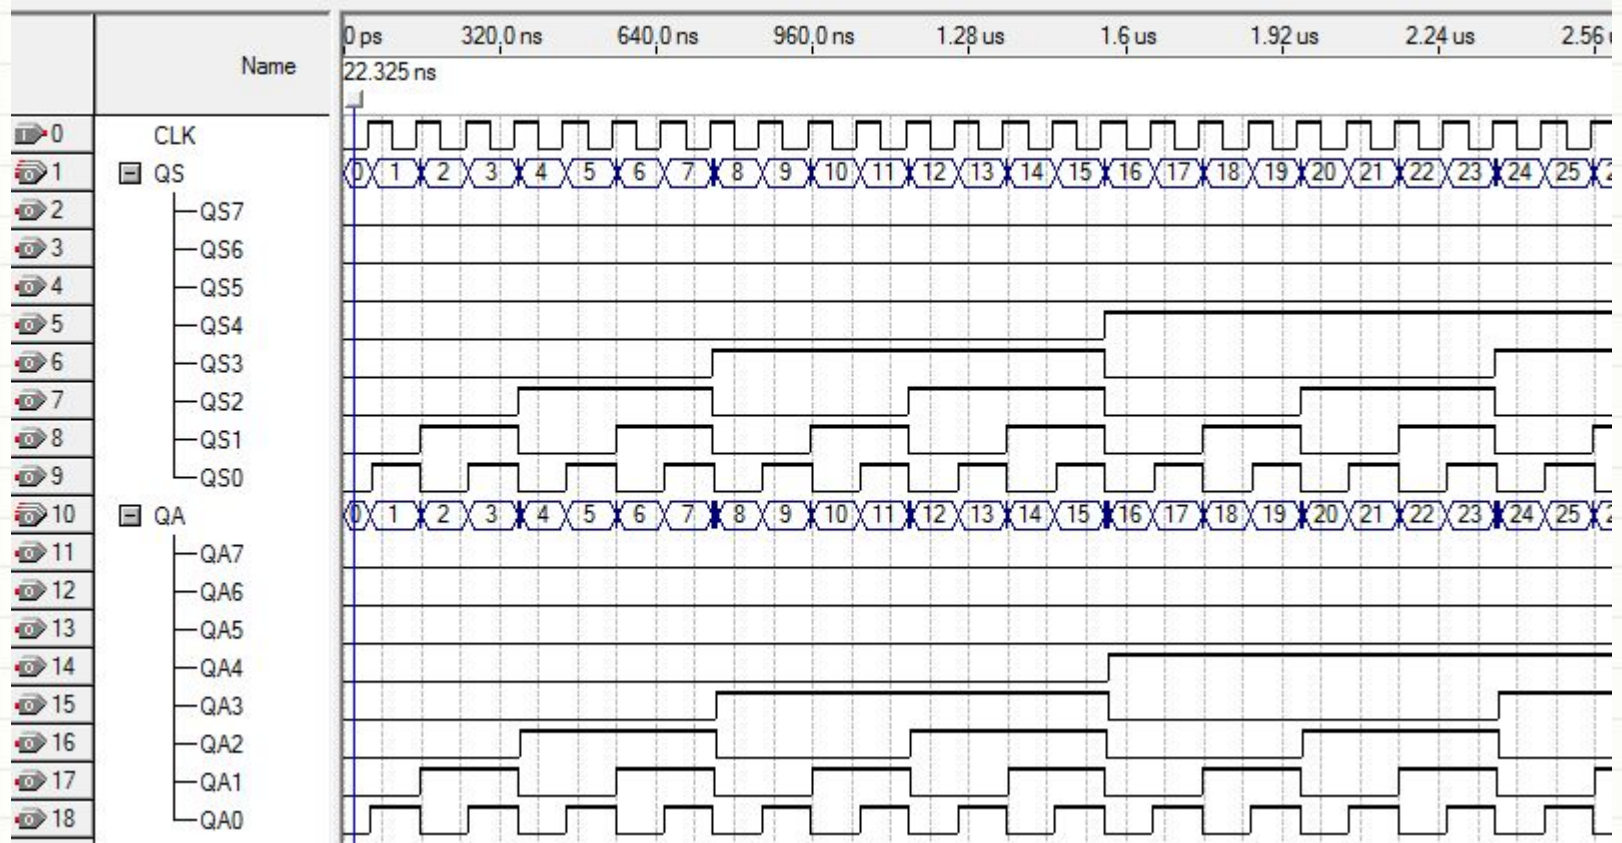 Name
0 ps 320.0 ns 640.0 ns 960.0 ns 1.28 us 1.6 us 1.92 us 2.24 us 2.56
22.325 ns
0 CLK
1 QS 0 1 2 3 4 5 6 7 8 9 10 11 12 13 14 15 16 17 18 19 20 21 22 23 24 25 2
2 QS7
3 QS6
4 QS5
5 QS4
6 QS3
7 QS2
8 QS1
9 QS0
10 QA 0 1 2 3 4 5 6 7 8 9 10 11 12 13 14 15 16 17 18 19 20 21 22 23 24 25 2
11 QA7
12 QA6
13 QA5
14 QA4
15 QA3
16 QA2
17 QA1
18 QA0